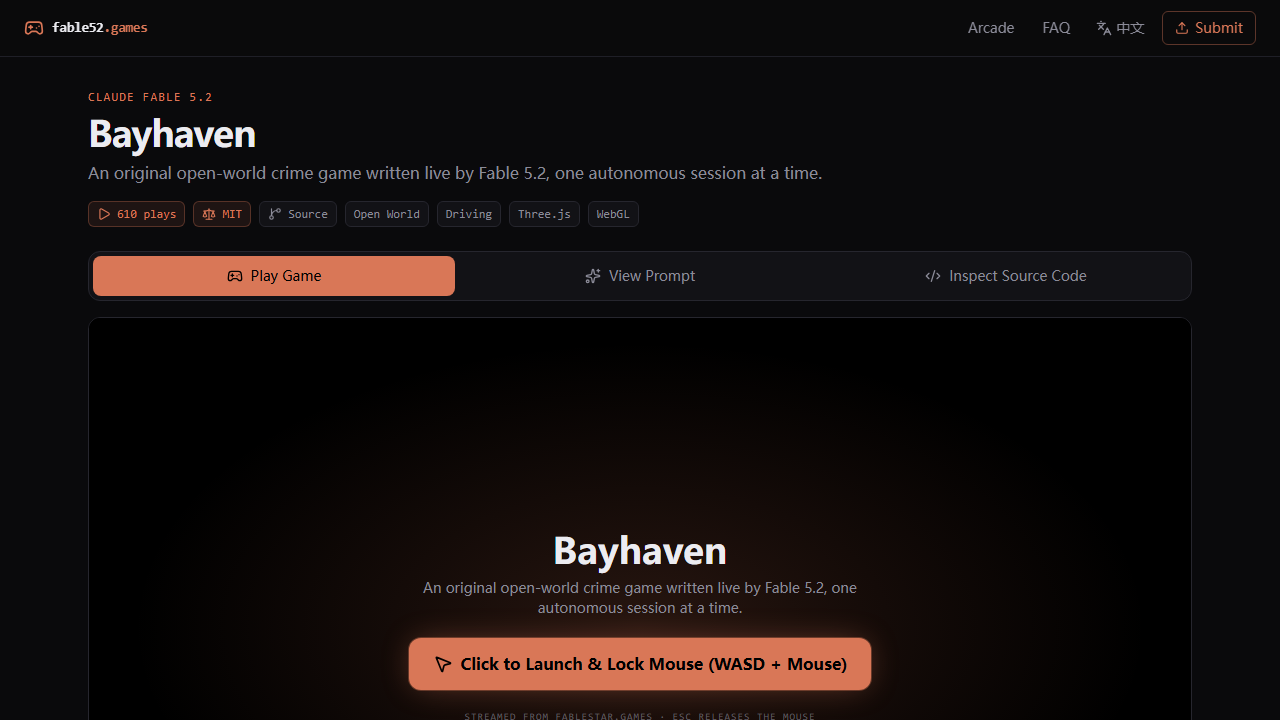 fable52.games
Arcade
FAQ
中文
Submit
CLAUDE FABLE 5.2
Bayhaven
An original open-world crime game written live by Fable 5.2, one autonomous session at a time.
610 plays
MIT
Source
Open World
Driving
Three.js
WebGL
Play Game
View Prompt
Inspect Source Code
Bayhaven
An original open-world crime game written live by Fable 5.2, one
autonomous session at a time.
Click to Launch & Lock Mouse (WASD + Mouse)
STREAMED FROM FABLESTAR.GAMES · ESC RELEASES THE MOUSE